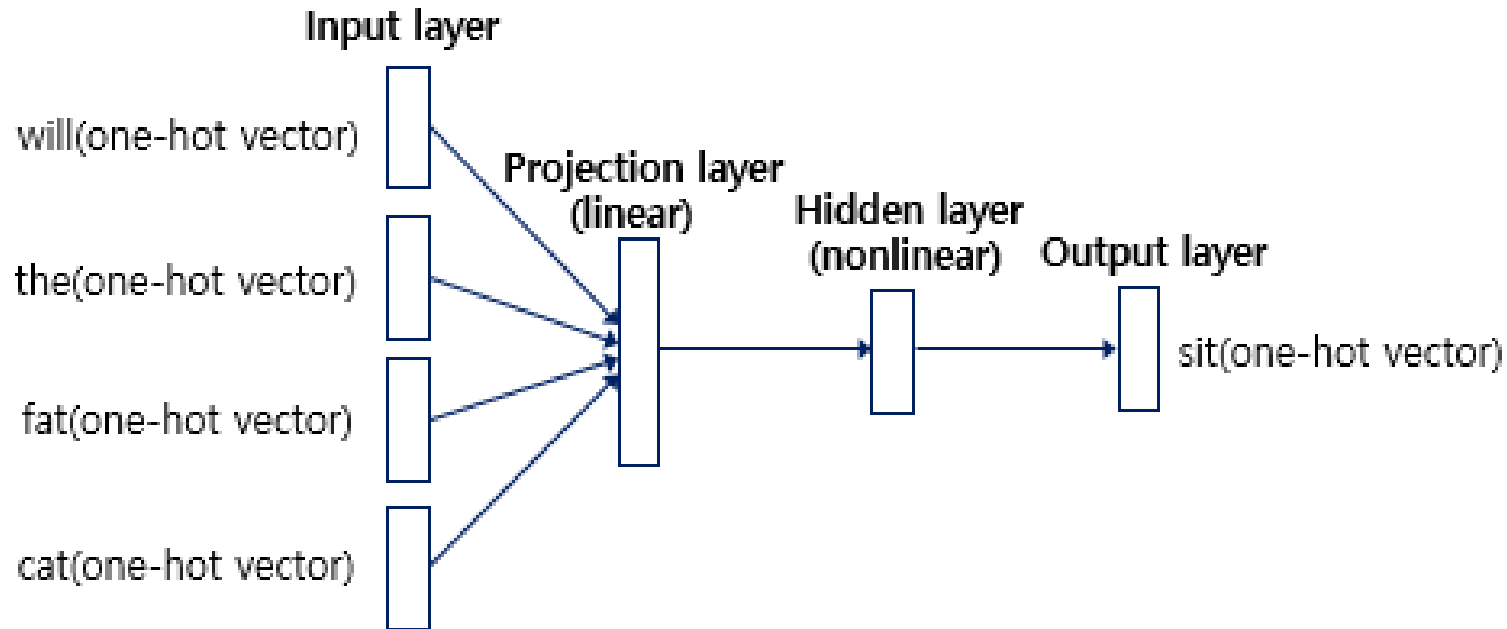 Input layer
will(one-hot vector)
Projection layer
(linear)
Hidden layer
(nonlinear)
Output layer
the(one-hot vector)
sit(one-hot vector)
fat(one-hot vector)
cat(one-hot vector)